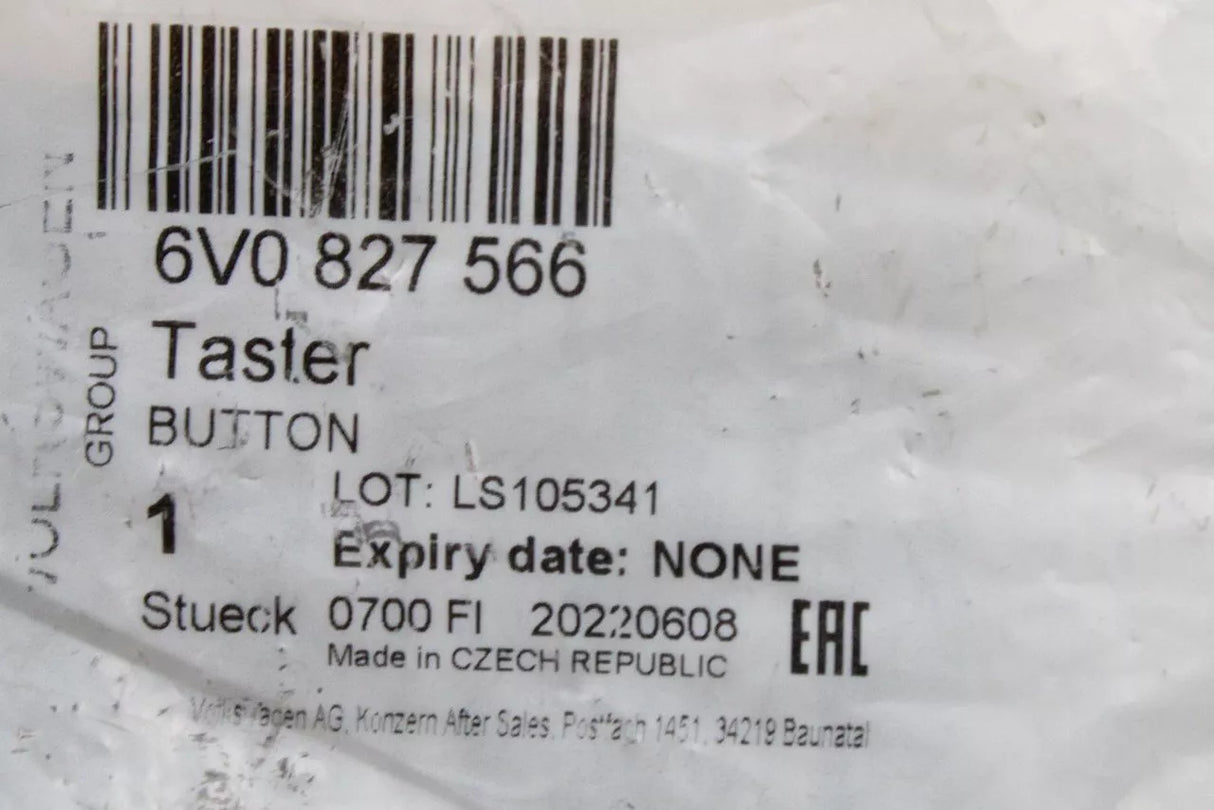 6V0 827 566
Taster
BUTTON
VOLKSWAGEN
GROUP
1
LOT: LS105341
Expiry date: NONE
Stueck 0700 FI 20220608
EAC
Made in CZECH REPUBLIC
Volkswagen AG, Konzern After Sales, Postfach 1451, 34219 Baunatal